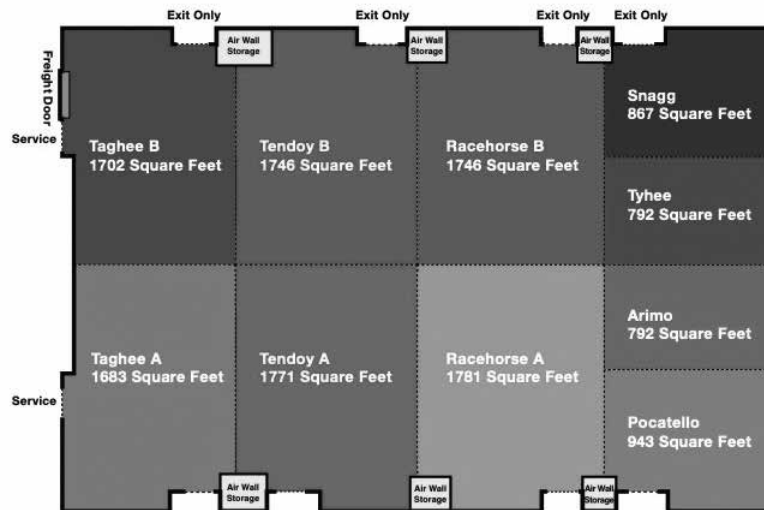 Exit Only
Exit Only
Exit Only
Exit Only
Air Wall
Storage
Air Wall
Storage
Air Wall
Storage
Freight Door
Service
Taghee B
1702 Square Feet
Tendoy B
1746 Square Feet
Racehorse B
1746 Square Feet
Snagg
867 Square Feet
Tyhee
792 Square Feet
Arimo
792 Square Feet
Taghee A
1683 Square Feet
Tendoy A
1771 Square Feet
Racehorse A
1781 Square Feet
Service
Pocatello
943 Square Feet
Air Wall
Storage
Air Wall
Storage
Air Wall
Storage